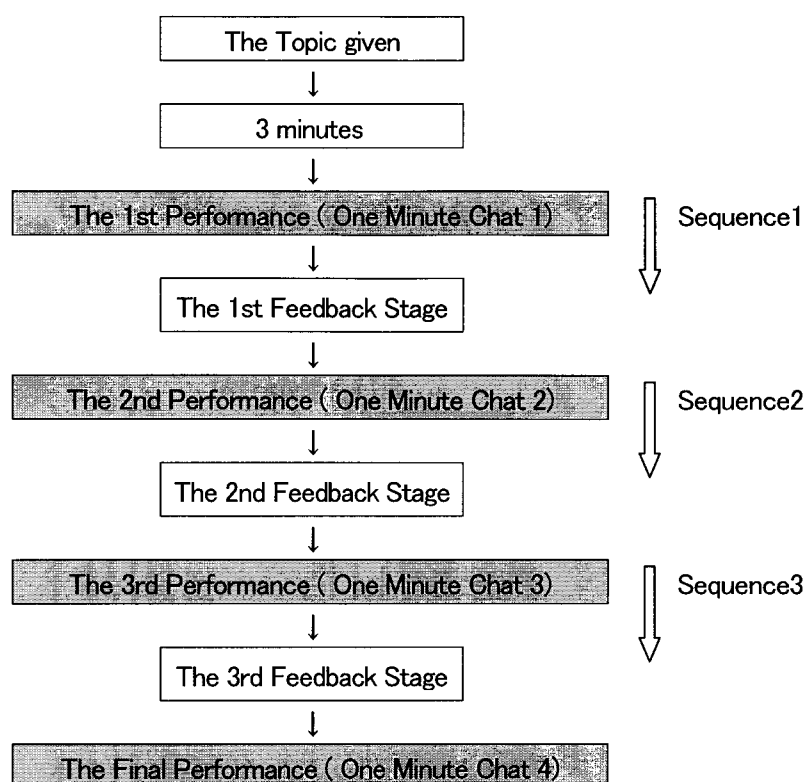 The Topic given
↓
3 minutes
↓
The 1st Performance ( One Minute Chat 1)
Sequence1
↓
The 1st Feedback Stage
↓
The 2nd Performance ( One Minute Chat 2)
Sequence2
↓
The 2nd Feedback Stage
↓
The 3rd Performance ( One Minute Chat 3)
Sequence3
↓
The 3rd Feedback Stage
↓
The Final Performance ( One Minute Chat 4)